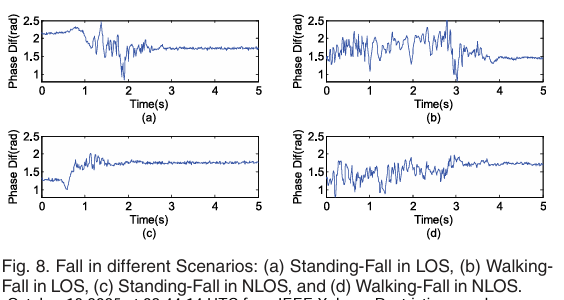 2.5
2
1.5
1
Phase Dif(rad)
0 1 2 3 4 5
Time(s)
(a)
2.5
2
1.5
1
Phase Dif(rad)
0 1 2 3 4 5
Time(s)
(b)
2.5
2
1.5
1
Phase Dif(rad)
0 1 2 3 4 5
Time(s)
(c)
2.5
2
1.5
1
Phase Dif(rad)
0 1 2 3 4 5
Time(s)
(d)
Fig. 8. Fall in different Scenarios: (a) Standing-Fall in LOS, (b) Walking-
Fall in LOS, (c) Standing-Fall in NLOS, and (d) Walking-Fall in NLOS.